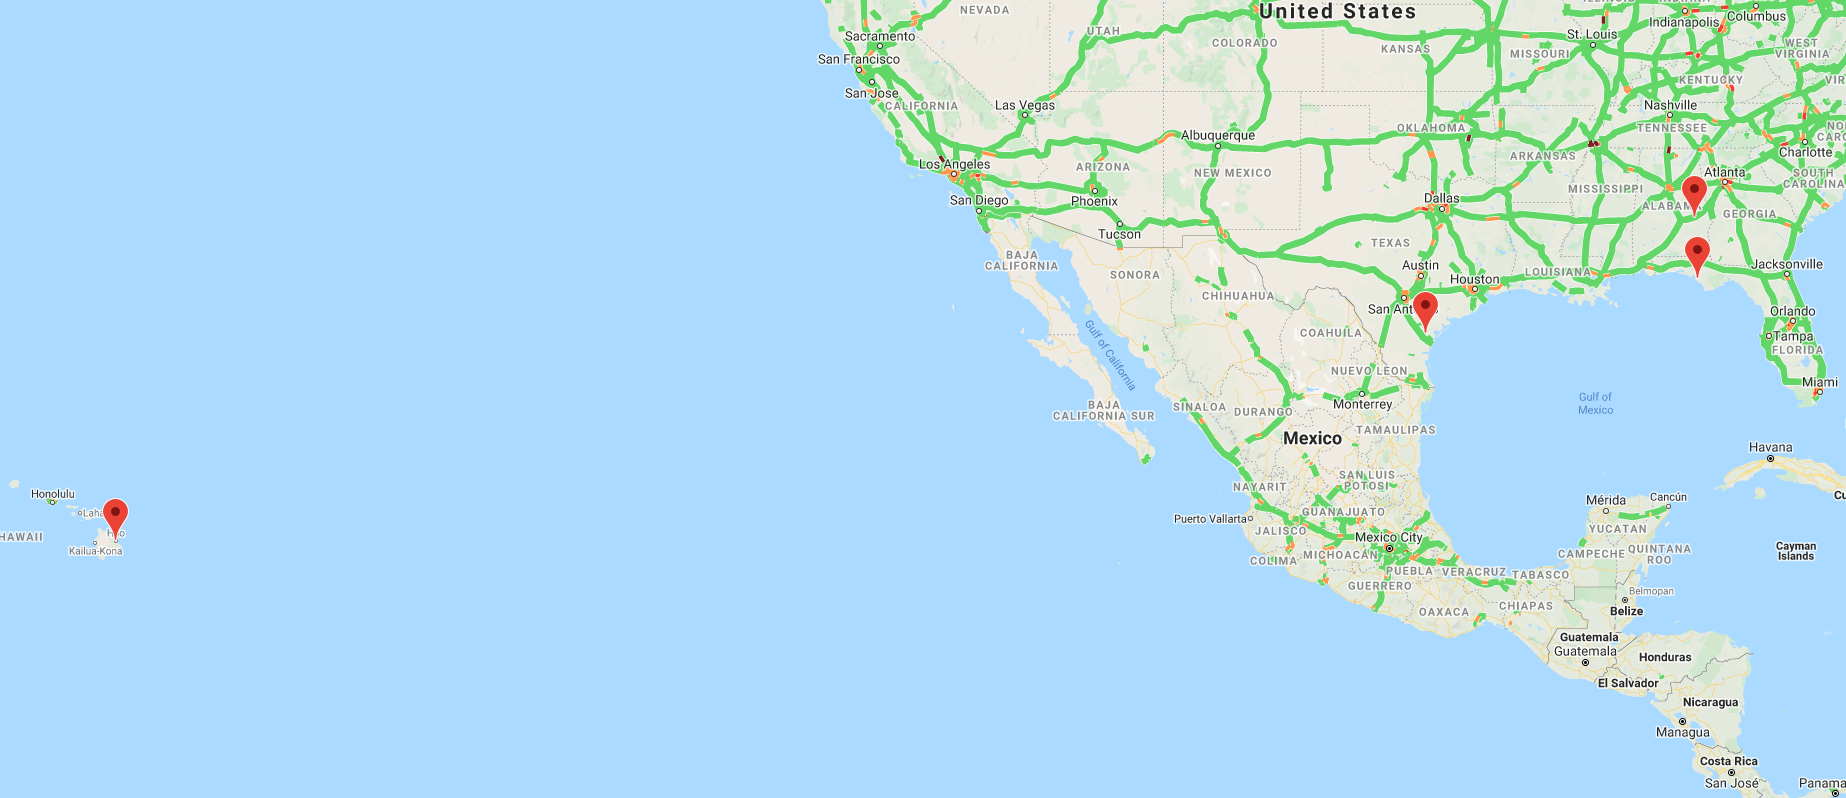 United States
NEVADA
UTAH
COLORADO
KANSAS
MISSOURI
Indianapolis
Columbus
St. Louis
WEST
VIRGINIA
Sacramento
San Francisco
San Jose
CALIFORNIA
Las Vegas
KENTUCKY
Nashville
TENNESSEE
Charlotte
Albuquerque
OKLAHOMA
ARKANSAS
Los Angeles
ARIZONA
NEW MEXICO
MISSISSIPPI
Atlanta
SOUTH
CAROLINA
San Diego
Phoenix
Dallas
ALABAMA
GEORGIA
Tucson
TEXAS
BAJA
CALIFORNIA
SONORA
Austin
Houston
LOUISIANA
Jacksonville
CHIHUAHUA
San Ant
s
Orlando
Tampa
FLORIDA
COAHUILA
Gulf of California
NUEVO LEON
Miami
Monterrey
SINALOA
DURANGO
BAJA
CALIFORNIA SUR
Gulf of
Mexico
Mexico
TAMAULIPAS
Havana
Cu
SAN LUIS
POTOSI
NAYARIT
Honolulu
Laha
HAWAII
Kailua-Kona
Puerto Vallarta
GUANAJUATO
JALISCO
Mexico City
COLIMA
MICHOACÁN
PUEBLA
VERACRUZ
TABASCO
GUERRERO
OAXACA
CHIAPAS
Mérida
Cancún
YUCATAN
CAMPECHE
QUINTANA
ROO
Cayman
Islands
Belmopan
Belize
Guatemala
Guatemala
Honduras
El Salvador
Nicaragua
Managua
Costa Rica
San José
Panama